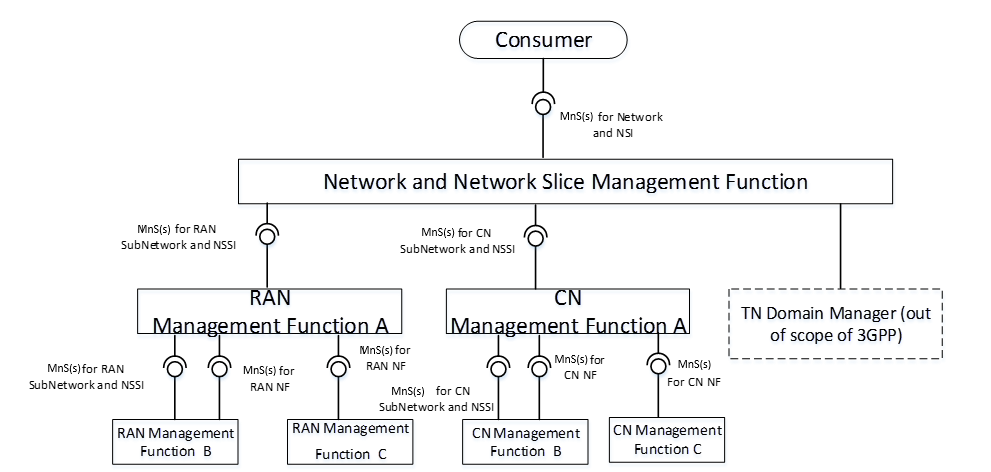 Consumer
MnS(s) for Network
and NSI
Network and Network Slice Management Function
MnS(s) for RAN
SubNetwork and NSSI
MnS(s) for CN
SubNetwork and NSSI
RAN
Management Function A
CN
Management Function A
TN Domain Manager (out
of scope of 3GPP)
MnS(s) for RAN
SubNetwork and NSSI
MnS(s) for
RAN NF
MnS(s) for
RAN NF
MnS(s) for CN
SubNetwork and NSSI
MnS(s) for
CN NF
MnS(s)
For CN NF
RAN Management
Function B
RAN Management
Function C
CN Management
Function B
CN Management
Function C